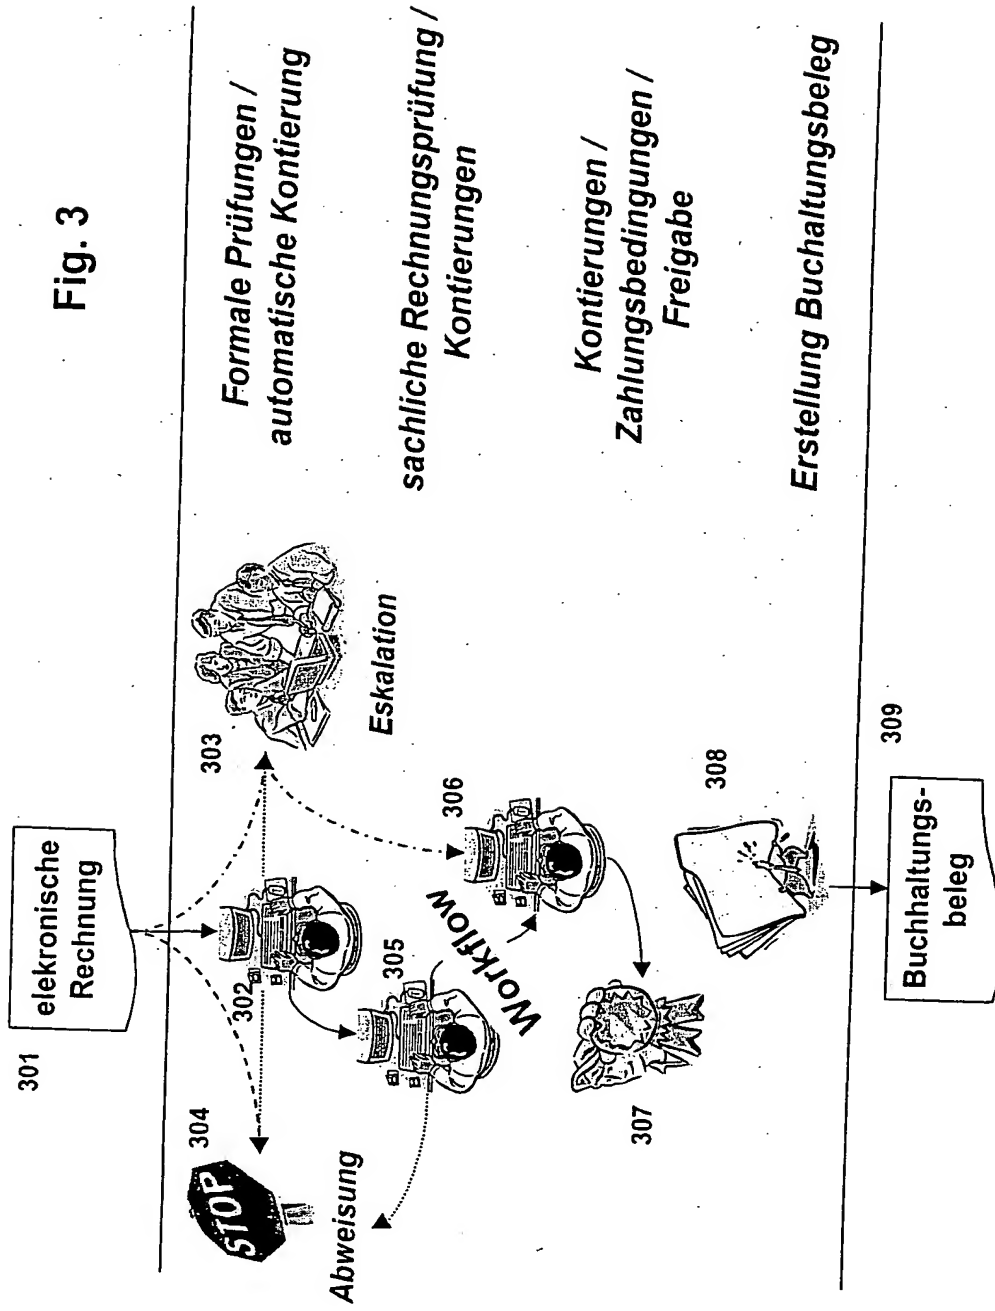 Fig. 3
301
elekronische
Rechnung
Formale Prüfungen /
automatische Kontierung
302
303
304
STOP
Eskalation
Abweisung
sachliche Rechnungsprüfung /
Kontierungen
305
Workflow
306
Kontierungen /
Zahlungsbedingungen /
Freigabe
307
308
Erstellung Buchaltungsbeleg
309
Buchhaltungs-
beleg